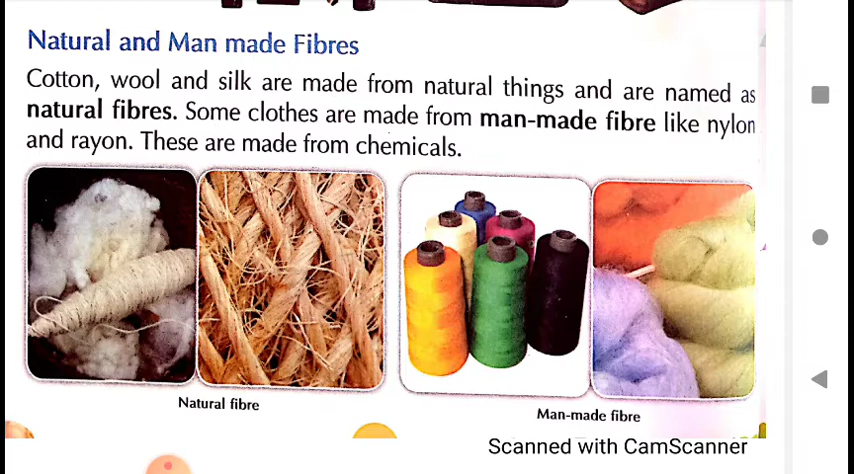 Natural and Man made Fibres
Cotton, wool and silk are made from natural things and are named as
natural fibres. Some clothes are made from man-made fibre like nylon
and rayon. These are made from chemicals.
Natural fibre
Man-made fibre
Scanned with CamScanner